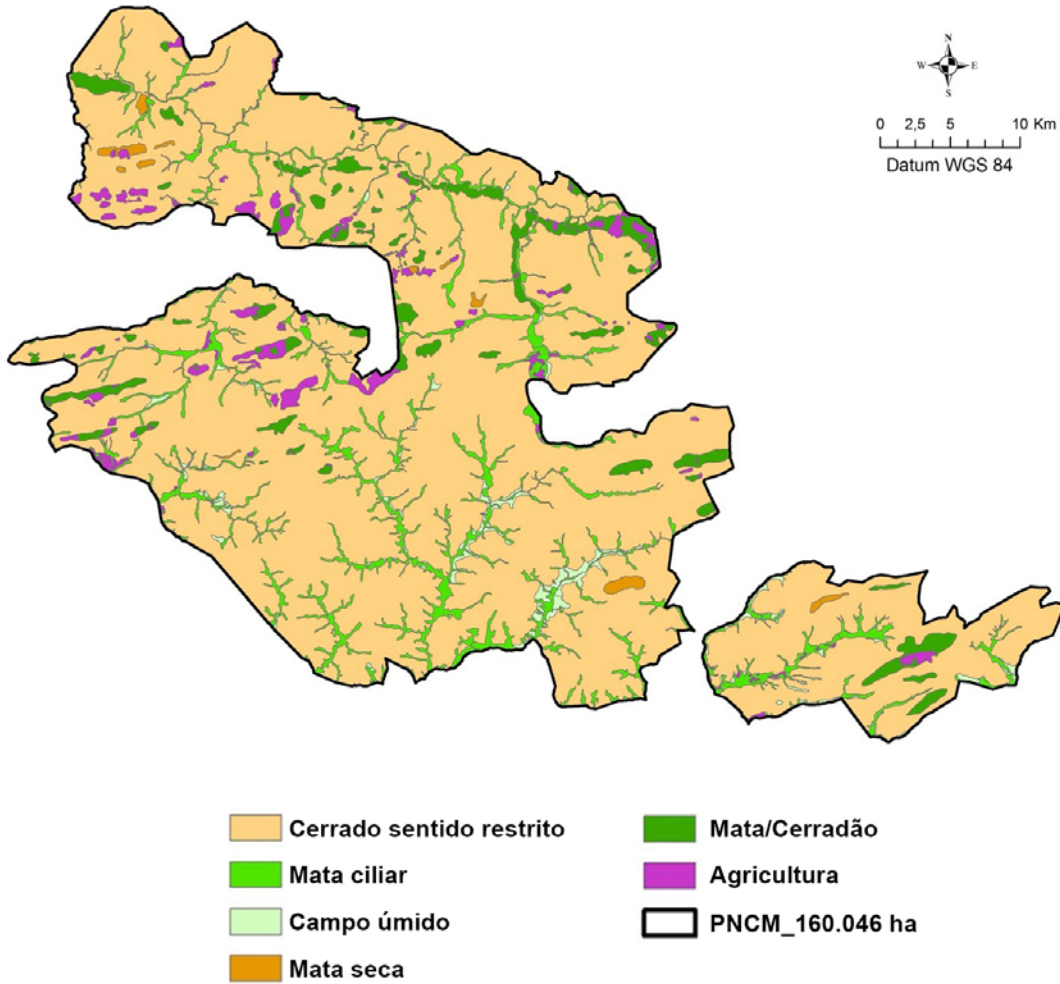 N
W E
S
0 2,5 5 10 Km
Datum WGS 84
Cerrado sentido restrito
Mata ciliar
Campo úmido
Mata seca
Mata/Cerradão
Agricultura
PNCM_160.046 ha